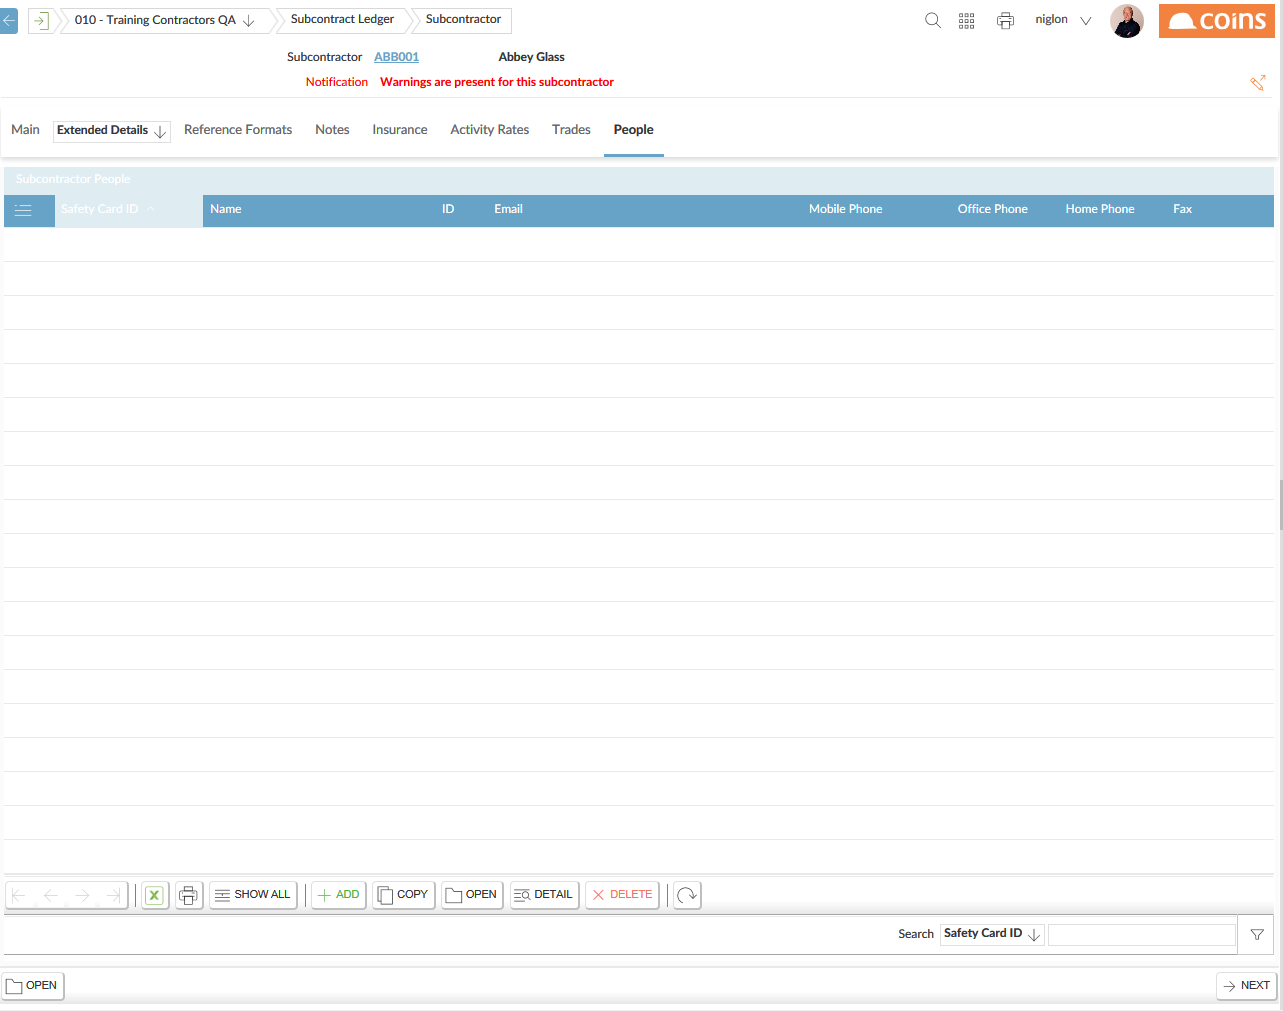 010 - Training Contractors QA
Subcontract Ledger
Subcontractor
niglon
coins
Subcontractor ABB001 Abbey Glass
Notification Warnings are present for this subcontractor
Main Extended Details Reference Formats Notes Insurance Activity Rates Trades People
Subcontractor People
Safety Card ID Name ID Email Mobile Phone Office Phone Home Phone Fax
SHOW ALL ADD COPY OPEN DETAIL DELETE
Search Safety Card ID
OPEN NEXT